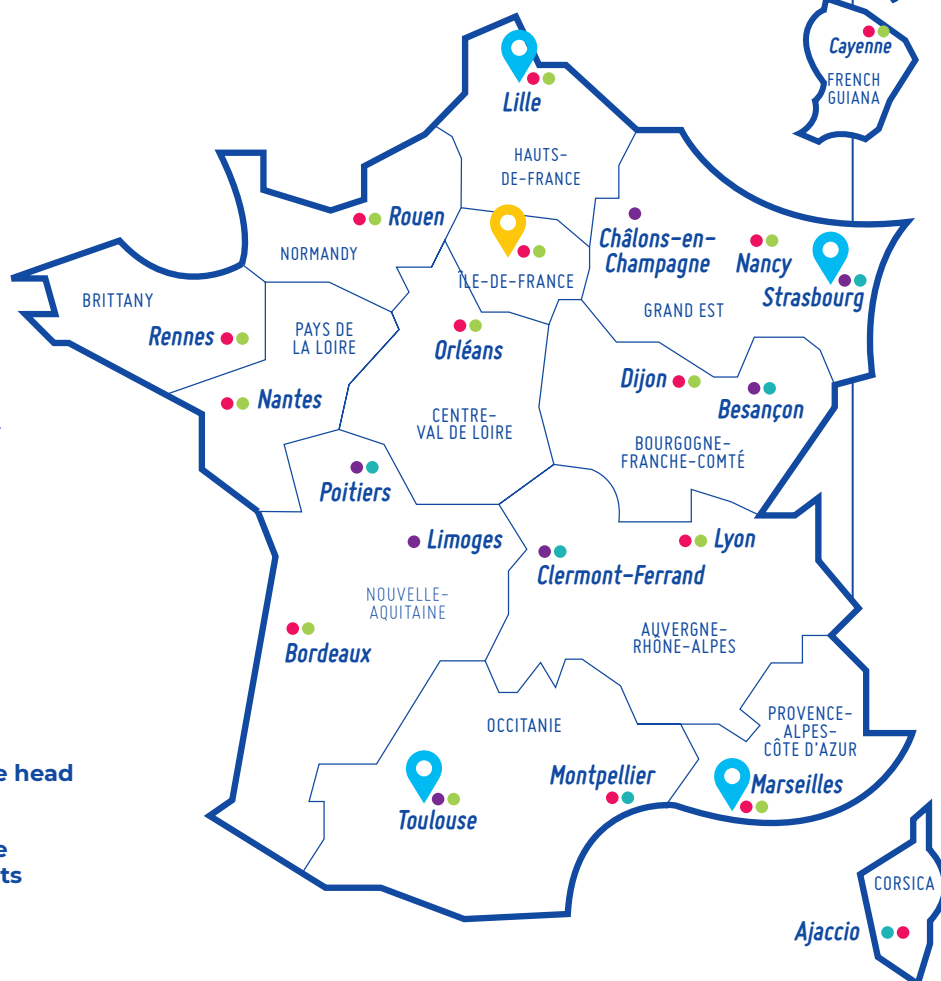 Cayenne
FRENCH
GUIANA
Lille
HAUTS-
DE-FRANCE
Rouen
NORMANDY
ÎLE-DE-FRANCE
Châlons-en-
Champagne
Nancy
Strasbourg
GRAND EST
BRITTANY
Rennes
PAYS DE
LA LOIRE
Orléans
Nantes
Dijon
Besançon
CENTRE-
VAL DE LOIRE
BOURGOGNE-
FRANCHE-COMTÉ
Poitiers
Limoges
Clermont-Ferrand
Lyon
NOUVELLE-
AQUITAINE
Bordeaux
AUVERGNE-
RHÔNE-ALPES
OCCITANIE
PROVENCE-
ALPES-
CÔTE D'AZUR
Montpellier
Marseilles
Toulouse
head
CORSICA
Ajaccio